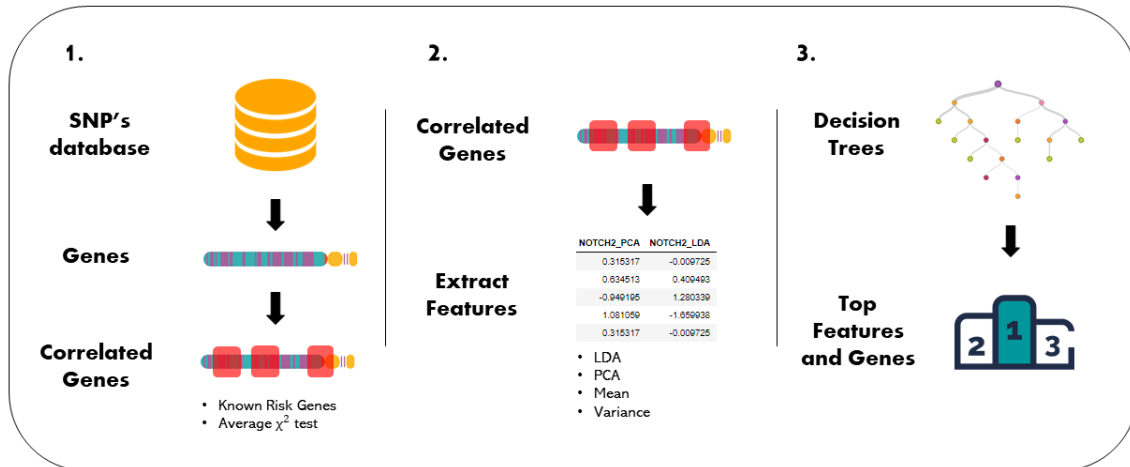 1.
SNP's
database
Genes
Correlated
Genes
• Known Risk Genes
• Average χ² test
2.
Correlated
Genes
Extract
Features
NOTCH2_PCA NOTCH2_LDA
0.315317 -0.009725
0.634513 0.409493
-0.949195 1.280339
1.081059 -1.659938
0.315317 -0.009725
• LDA
• PCA
• Mean
• Variance
3.
Decision
Trees
Top
Features
and Genes
2 1 3